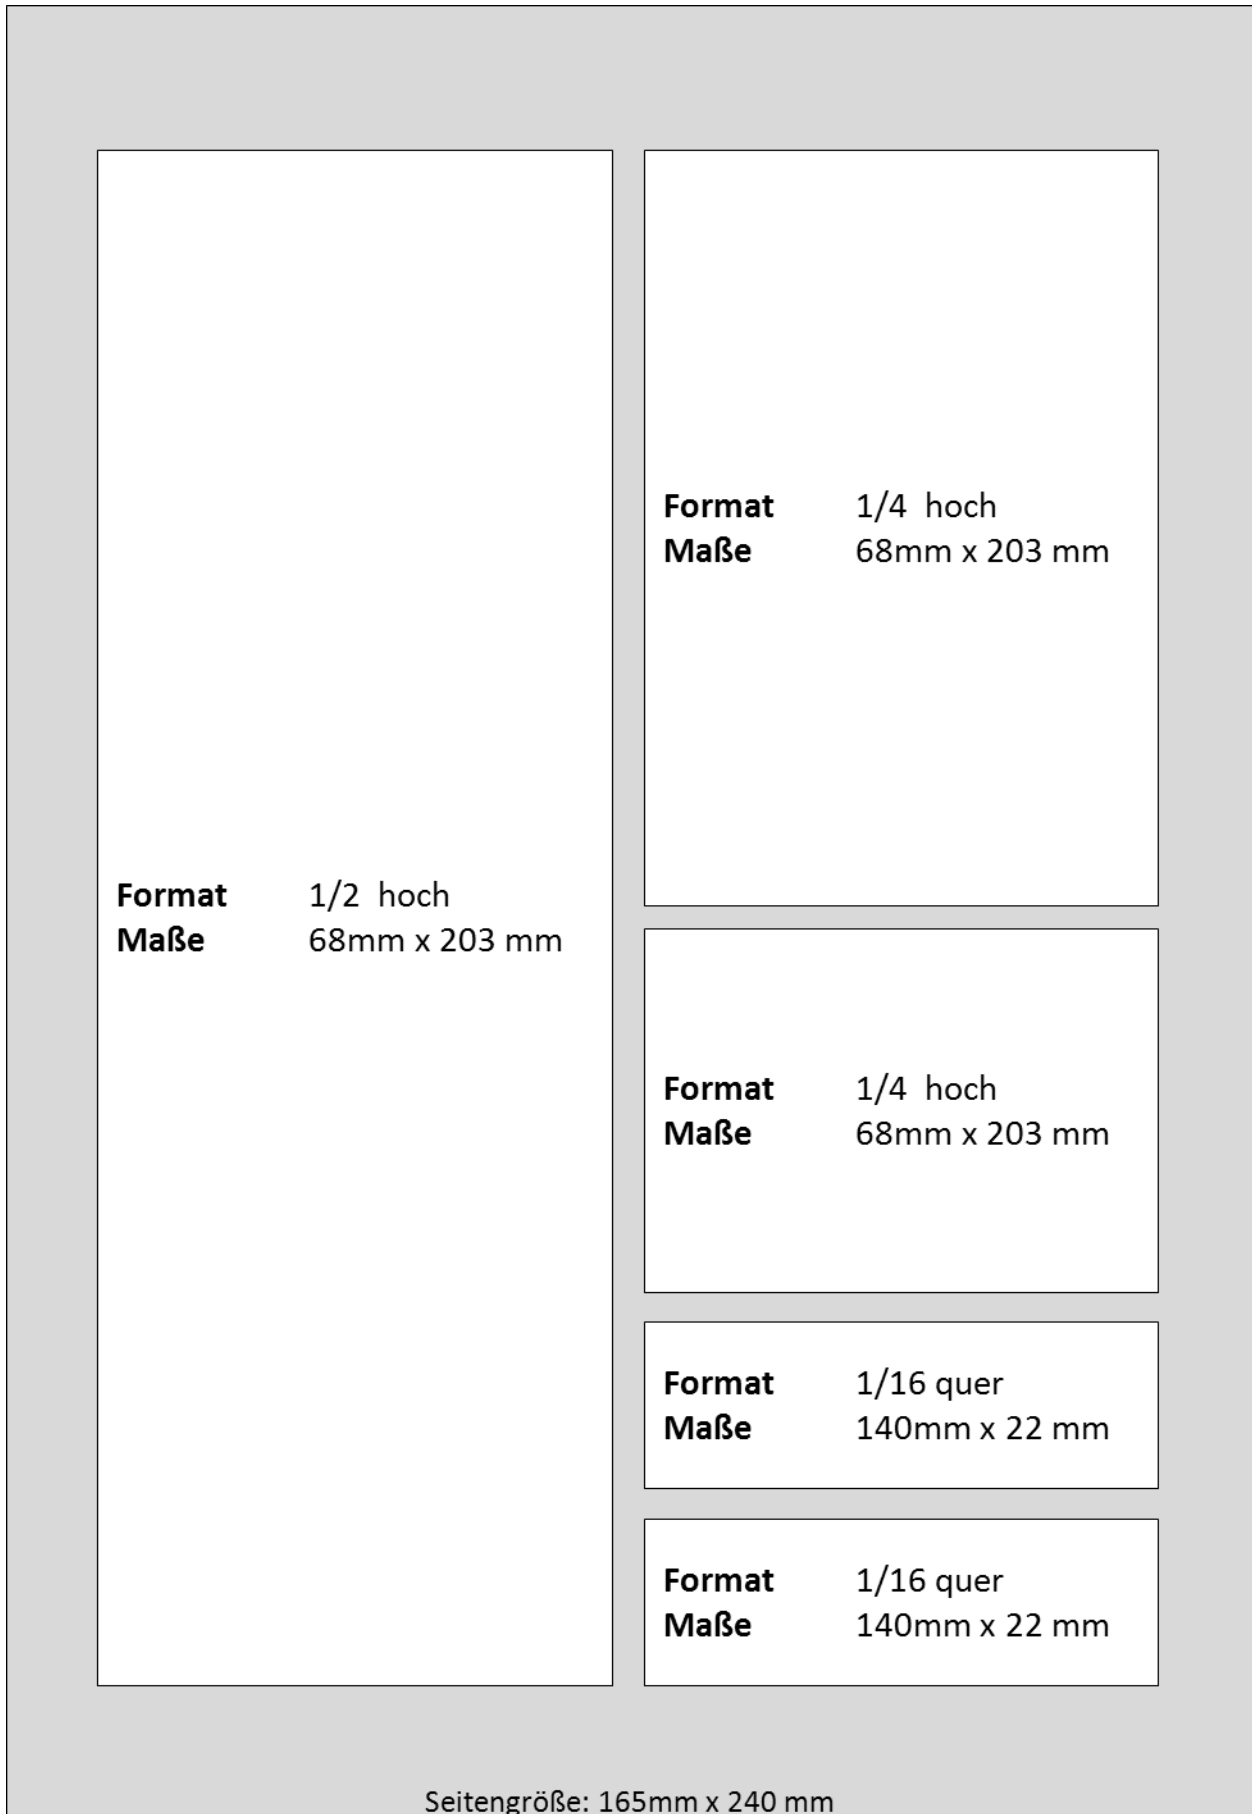 Format 1/2 hoch
Maße 68mm x 203 mm
Format 1/4 hoch
Maße 68mm x 203 mm
Format 1/4 hoch
Maße 68mm x 203 mm
Format 1/16 quer
Maße 140mm x 22 mm
Format 1/16 quer
Maße 140mm x 22 mm
Seitengröße: 165mm x 240 mm